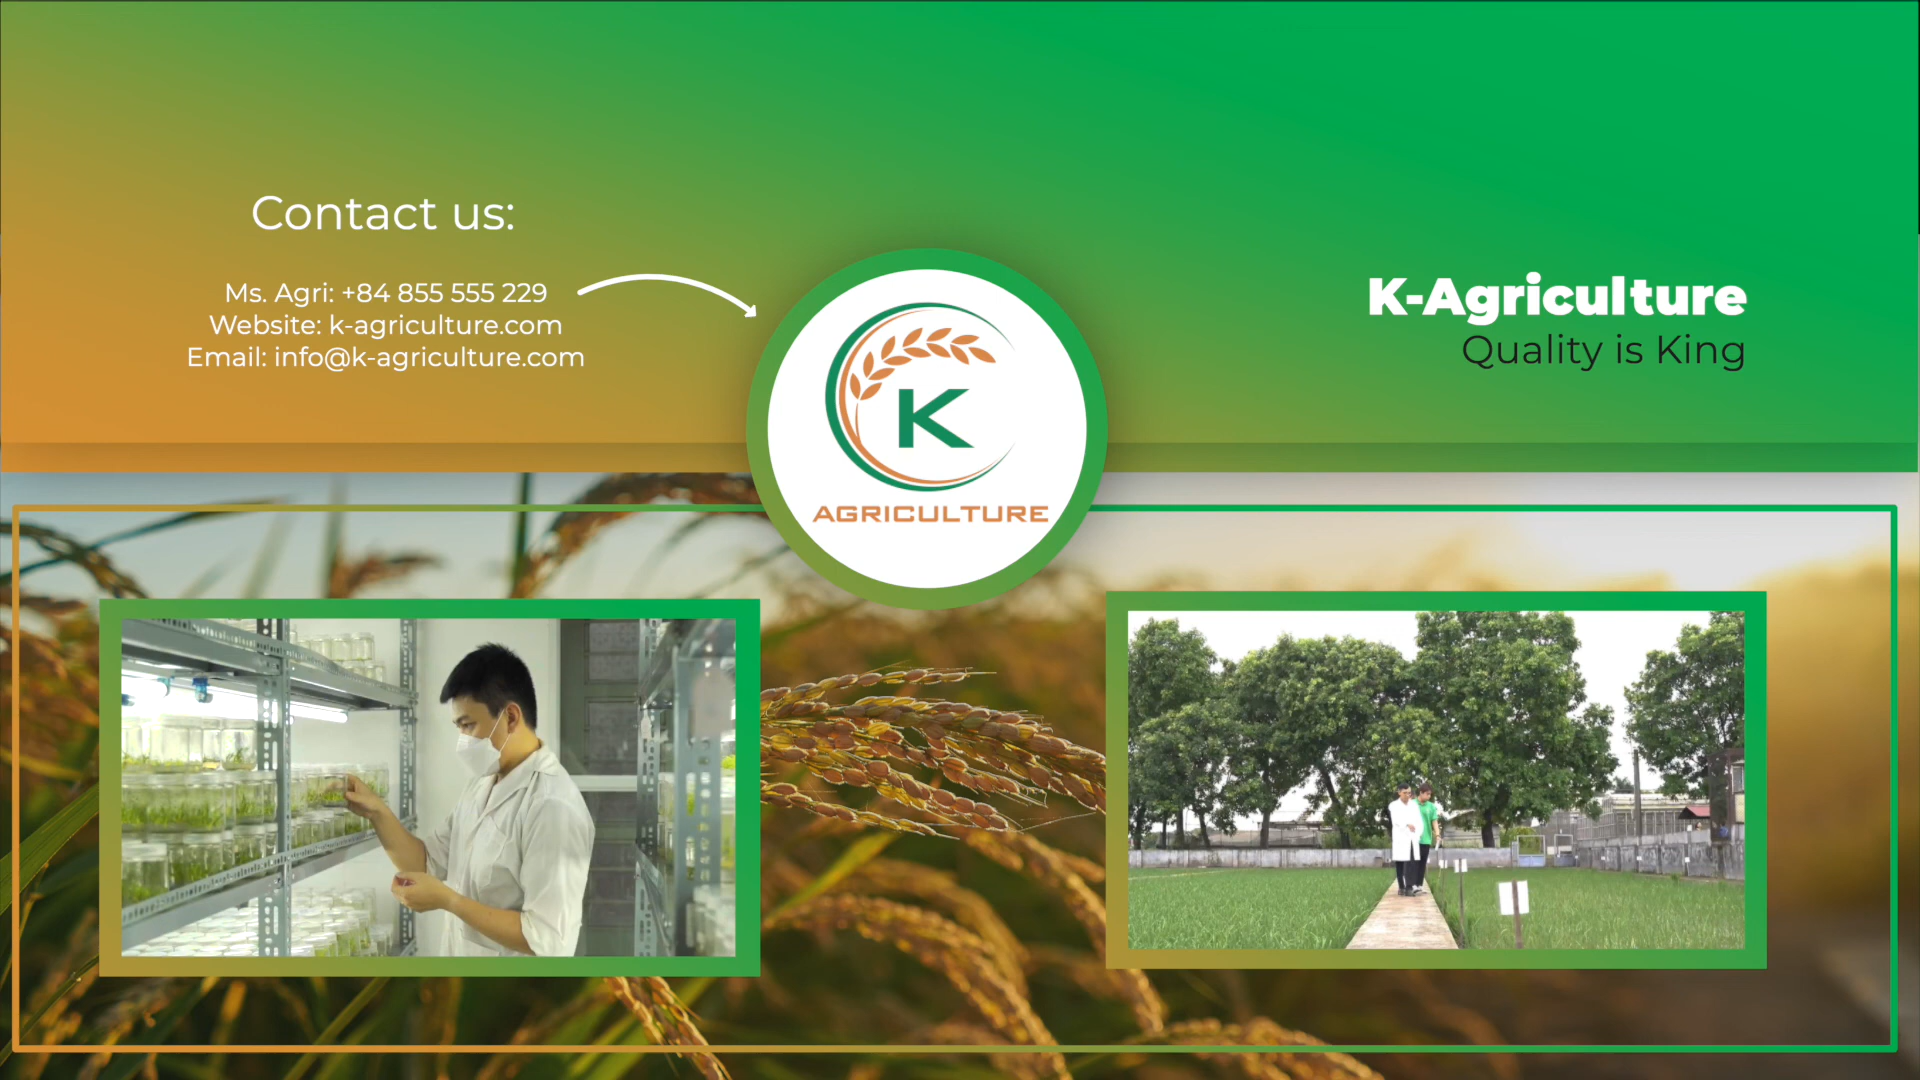 Contact us:
Ms. Agri: +84 855 555 229
Website: k-agriculture.com
Email: info@k-agriculture.com
K
AGRICULTURE
K-Agriculture
Quality is King